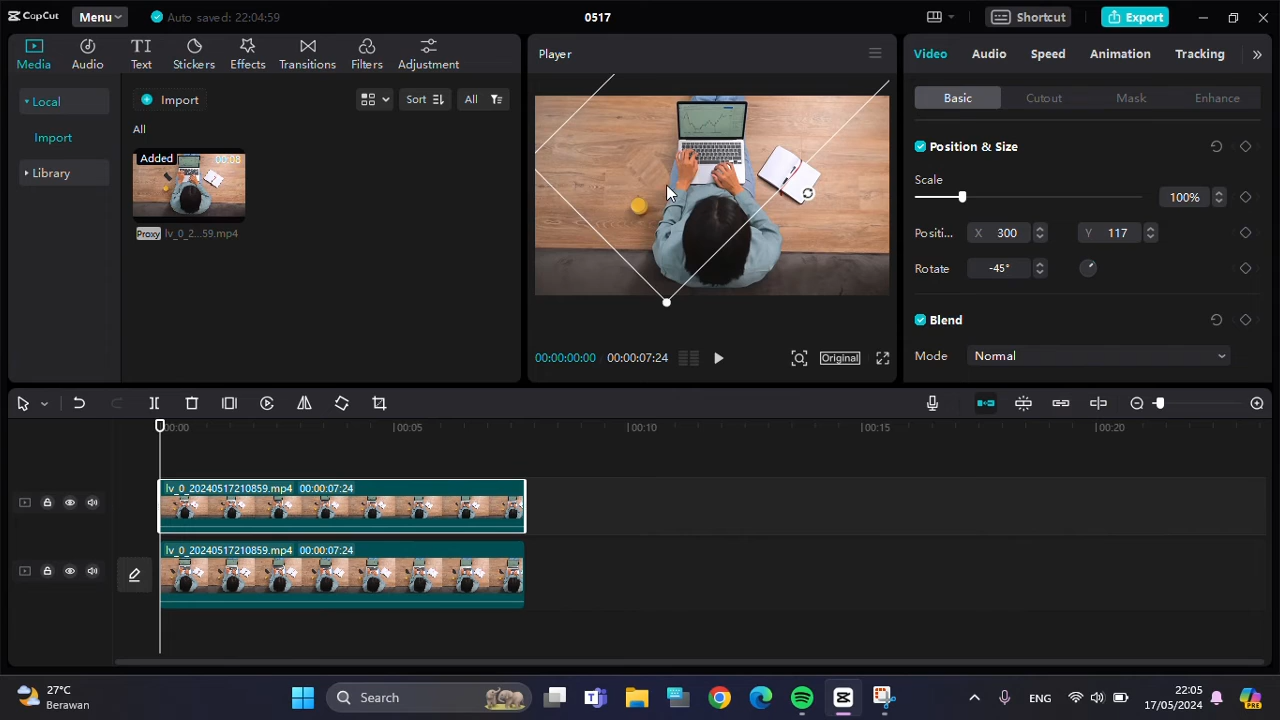 CapCut Menu Auto saved: 22:04:59 0517 Shortcut Export
Media Audio Text Stickers Effects Transitions Filters Adjustment
Player
Video Audio Speed Animation Tracking
Local
Import
Library
Import Sort All
All
Added 00:08
Proxy lv_0_2...59.mp4
Basic Cutout Mask Enhance
Position & Size
Scale
100%
Positi... X 300 Y 117
Rotate -45°
Blend
Mode Normal
00:00:00:00 00:00:07:24 Original
00:00 00:05 00:10 00:15 00:20
lv_0_20240517210859.mp4 00:00:07:24
lv_0_20240517210859.mp4 00:00:07:24
27°C
Berawan
Search
ENG
22:05
17/05/2024
PRE